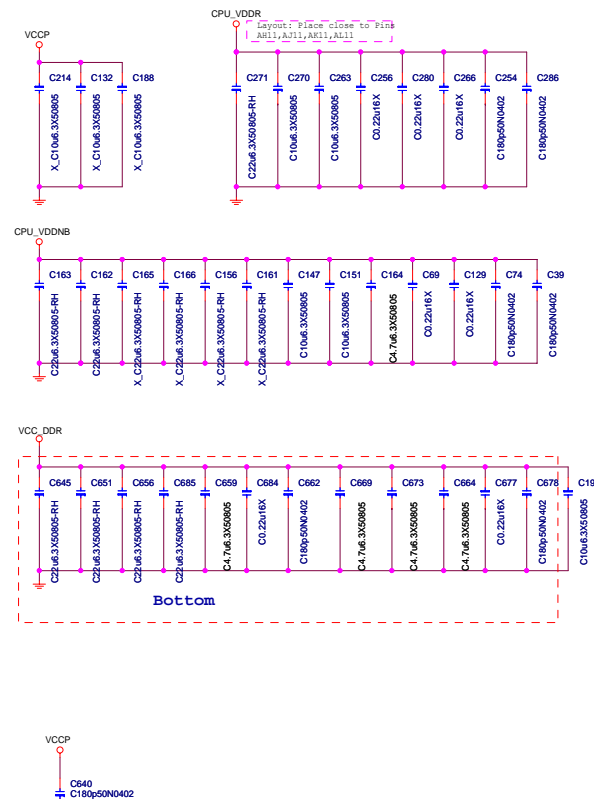 CPU_VDDR
Layout: Place close to Pins
AH11,AJ11,AK11,AL11
VCCP
C214
C132
C188
X_C10u6.3X50805
X_C10u6.3X50805
X_C10u6.3X50805
C271
C270
C263
C256
C280
C266
C254
C286
C22u6.3X50805-RH
C10u6.3X50805
C10u6.3X50805
C0.22u16X
C0.22u16X
C0.22u16X
C180p50N0402
C180p50N0402
CPU_VDDNB
C163
C162
C165
C166
C156
C161
C147
C151
C164
C69
C129
C74
C39
C22u6.3X50805-RH
C22u6.3X50805-RH
X_C22u6.3X50805-RH
X_C22u6.3X50805-RH
X_C22u6.3X50805-RH
X_C22u6.3X50805-RH
C10u6.3X50805
C10u6.3X50805
C4.7u6.3X50805
C0.22u16X
C0.22u16X
C180p50N0402
C180p50N0402
VCC_DDR
C645
C651
C656
C685
C659
C684
C662
C669
C673
C664
C677
C678
C19
C22u6.3X50805-RH
C22u6.3X50805-RH
C22u6.3X50805-RH
C22u6.3X50805-RH
C4.7u6.3X50805
C0.22u16X
C180p50N0402
C4.7u6.3X50805
C4.7u6.3X50805
C4.7u6.3X50805
C0.22u16X
C180p50N0402
C10u6.3X50805
Bottom
VCCP
C640
C180p50N0402